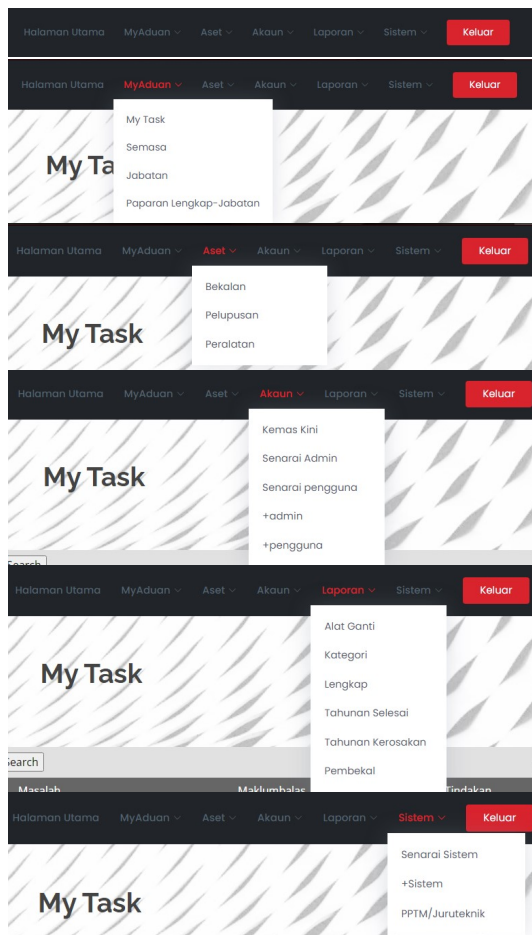 Halaman Utama MyAduan Aset Akaun Laporan Sistem Keluar
Halaman Utama MyAduan Aset Akaun Laporan Sistem Keluar
My Task
Semasa
My Ta
Jabatan
Paparan Lengkap-Jabatan
Halaman Utama MyAduan Aset Akaun Laporan Sistem Keluar
Bekalan
Pelupusan
My Task
Peralatan
Halaman Utama MyAduan Aset Akaun Laporan Sistem Keluar
Kemas Kini
Senarai Admin
My Task
Senarai pengguna
+admin
+pengguna
Search
Halaman Utama MyAduan Aset Akaun Laporan Sistem Keluar
Alat Ganti
Kategori
My Task
Lengkap
Tahunan Selesai
Tahunan Kerosakan
Search
Pembekal
Masalah Maklumbalas Tindakan
Halaman Utama MyAduan Aset Akaun Laporan Sistem Keluar
Senarai Sistem
+Sistem
My Task
PPTM/Juruteknik